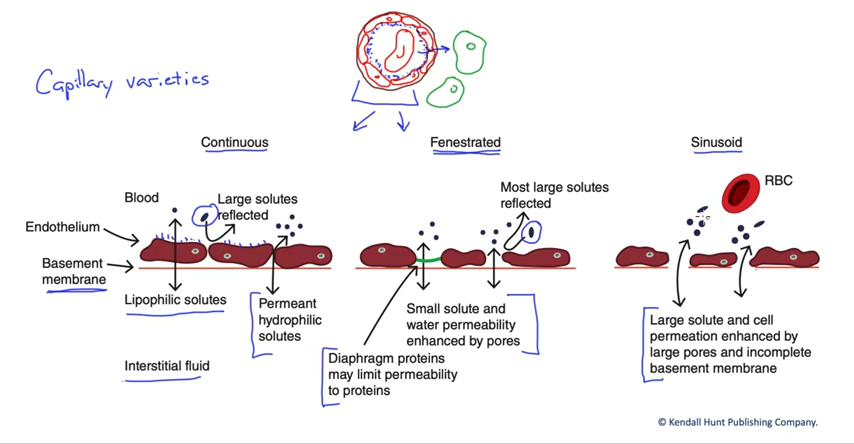 Capillary varieties
Continuous
Fenestrated
Sinusoid
Blood
Large solutes
reflected
Most large solutes
reflected
RBC
Endothelium
Basement
membrane
Lipophilic solutes
Permeant
hydrophilic
solutes
Small solute and
water permeability
enhanced by pores
Large solute and cell
permeation enhanced by
large pores and incomplete
basement membrane
Interstitial fluid
Diaphragm proteins
may limit permeability
to proteins
© Kendall Hunt Publishing Company.